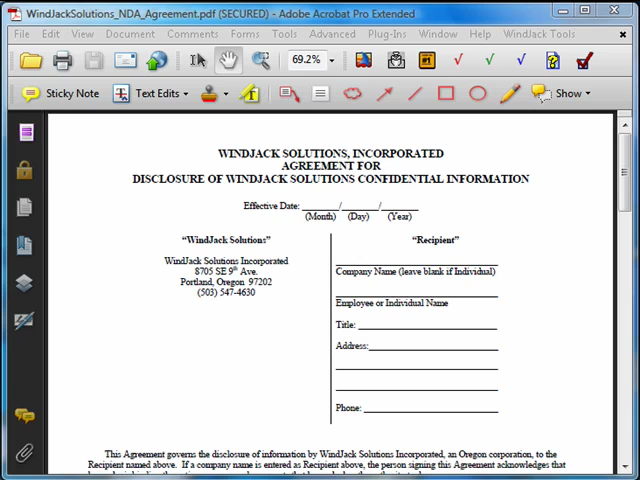 WindJackSolutions_NDA_Agreement.pdf (SECURED) - Adobe Acrobat Pro Extended
File Edit View Document Comments Forms Tools Advanced Plug-Ins Window Help WindJack Tools
69.2%
Sticky Note Text Edits Show
WINDJACK SOLUTIONS, INCORPORATED
AGREEMENT FOR
DISCLOSURE OF WINDJACK SOLUTIONS CONFIDENTIAL INFORMATION
Effective Date: ______/______/______
(Month) (Day) (Year)
“WindJack Solutions”
WindJack Solutions Incorporated
8705 SE 9th Ave.
Portland, Oregon 97202
(503) 547-4630
“Recipient”
Company Name (leave blank if Individual)
Employee or Individual Name
Title:
Address:
Phone:
This Agreement governs the disclosure of information by WindJack Solutions Incorporated, an Oregon corporation, to the
Recipient named above. If a company name is entered as Recipient above, the person signing this Agreement acknowledges that